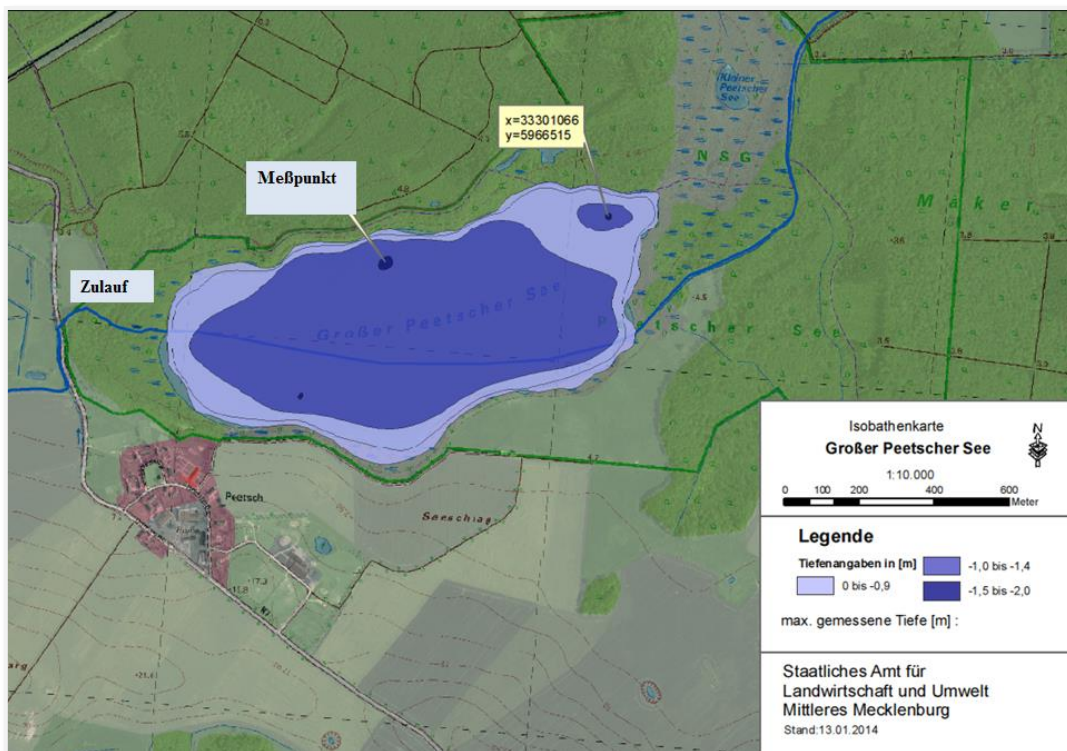 x=33301066
y=5966515
Kleiner
Peetscher
See
Meßpunkt
NSG
Mäker
Zulauf
Großer Peetscher See
Peetscher See
Peetsch
Seeschlag
Isobathenkarte
Großer Peetscher See
N
1:10.000
0 100 200 400 600
Meter
Legende
Tiefenangaben in [m]
0 bis -0,9
-1,0 bis -1,4
-1,5 bis -2,0
max. gemessene Tiefe [m] :
Staatliches Amt für
Landwirtschaft und Umwelt
Mittleres Mecklenburg
Stand:13.01.2014